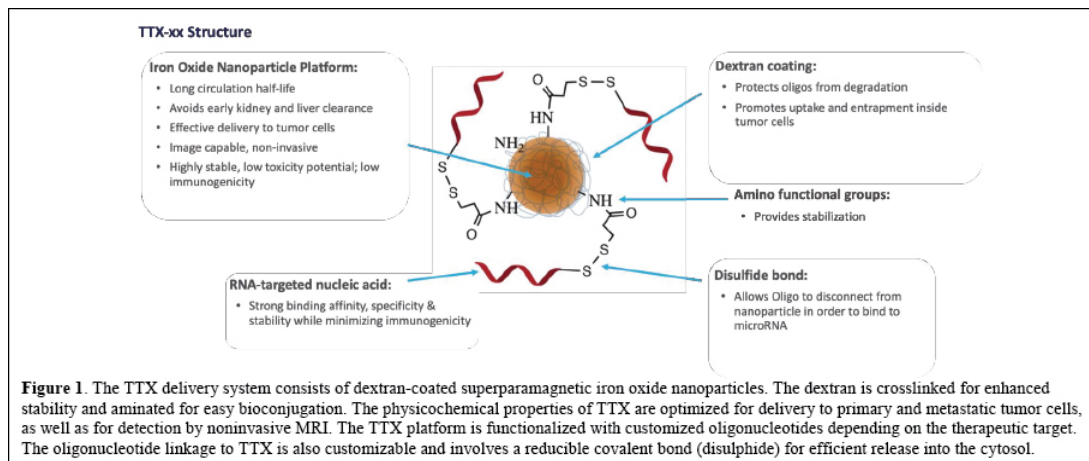 TTX-xx Structure
Iron Oxide Nanoparticle Platform:
• Long circulation half-life
• Avoids early kidney and liver clearance
• Effective delivery to tumor cells
• Image capable, non-invasive
• Highly stable, low toxicity potential; low
immunogenicity
Dextran coating:
• Protects oligos from degradation
• Promotes uptake and entrapment inside
tumor cells
O
S
S
HN
NH₂
S
S
NH
O
NH
O
S
S
Amino functional groups:
• Provides stabilization
RNA-targeted nucleic acid:
• Strong binding affinity, specificity &
stability while minimizing immunogenicity
Disulfide bond:
• Allows Oligo to disconnect from
nanoparticle in order to bind to
microRNA
Figure 1. The TTX delivery system consists of dextran-coated superparamagnetic iron oxide nanoparticles. The dextran is crosslinked for enhanced
stability and aminated for easy bioconjugation. The physicochemical properties of TTX are optimized for delivery to primary and metastatic tumor cells,
as well as for detection by noninvasive MRI. The TTX platform is functionalized with customized oligonucleotides depending on the therapeutic target.
The oligonucleotide linkage to TTX is also customizable and involves a reducible covalent bond (disulphide) for efficient release into the cytosol.